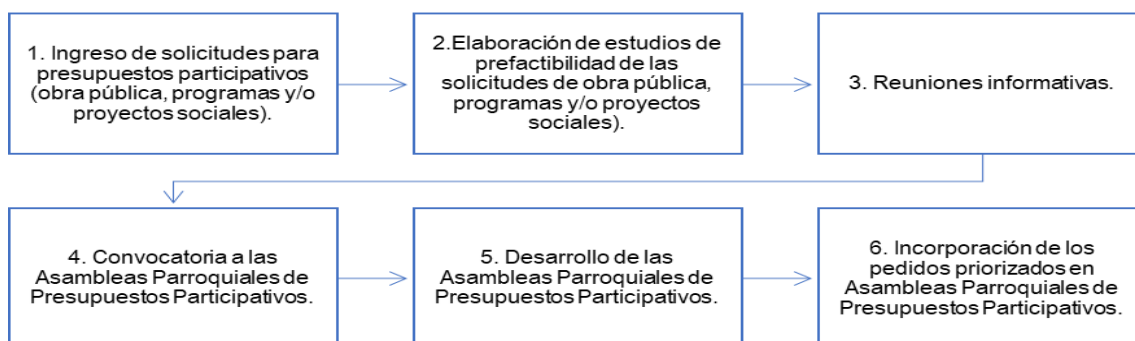 1. Ingreso de solicitudes para
presupuestos participativos
(obra pública, programas y/o
proyectos sociales).
2.Elaboración de estudios de
prefactibilidad de las
solicitudes de obra pública,
programas y/o proyectos
sociales).
3. Reuniones informativas.
4. Convocatoria a las
Asambleas Parroquiales de
Presupuestos Participativos.
5. Desarrollo de las
Asambleas Parroquiales de
Presupuestos Participativos.
6. Incorporación de los
pedidos priorizados en
Asambleas Parroquiales de
Presupuestos Participativos.